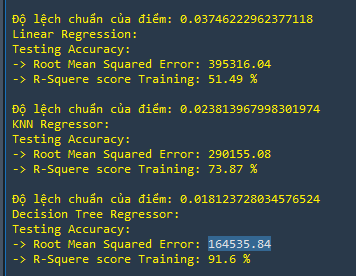 Độ lệch chuẩn của điểm: 0.03746222962377118
Linear Regression:
Testing Accuracy:
-> Root Mean Squared Error: 395316.04
-> R-Squere score Training: 51.49 %
Độ lệch chuẩn của điểm: 0.023813967998301974
KNN Regressor:
Testing Accuracy:
-> Root Mean Squared Error: 290155.08
-> R-Squere score Training: 73.87 %
Độ lệch chuẩn của điểm: 0.018123728034576524
Decision Tree Regressor:
Testing Accuracy:
-> Root Mean Squared Error: 164535.84
-> R-Squere score Training: 91.6 %